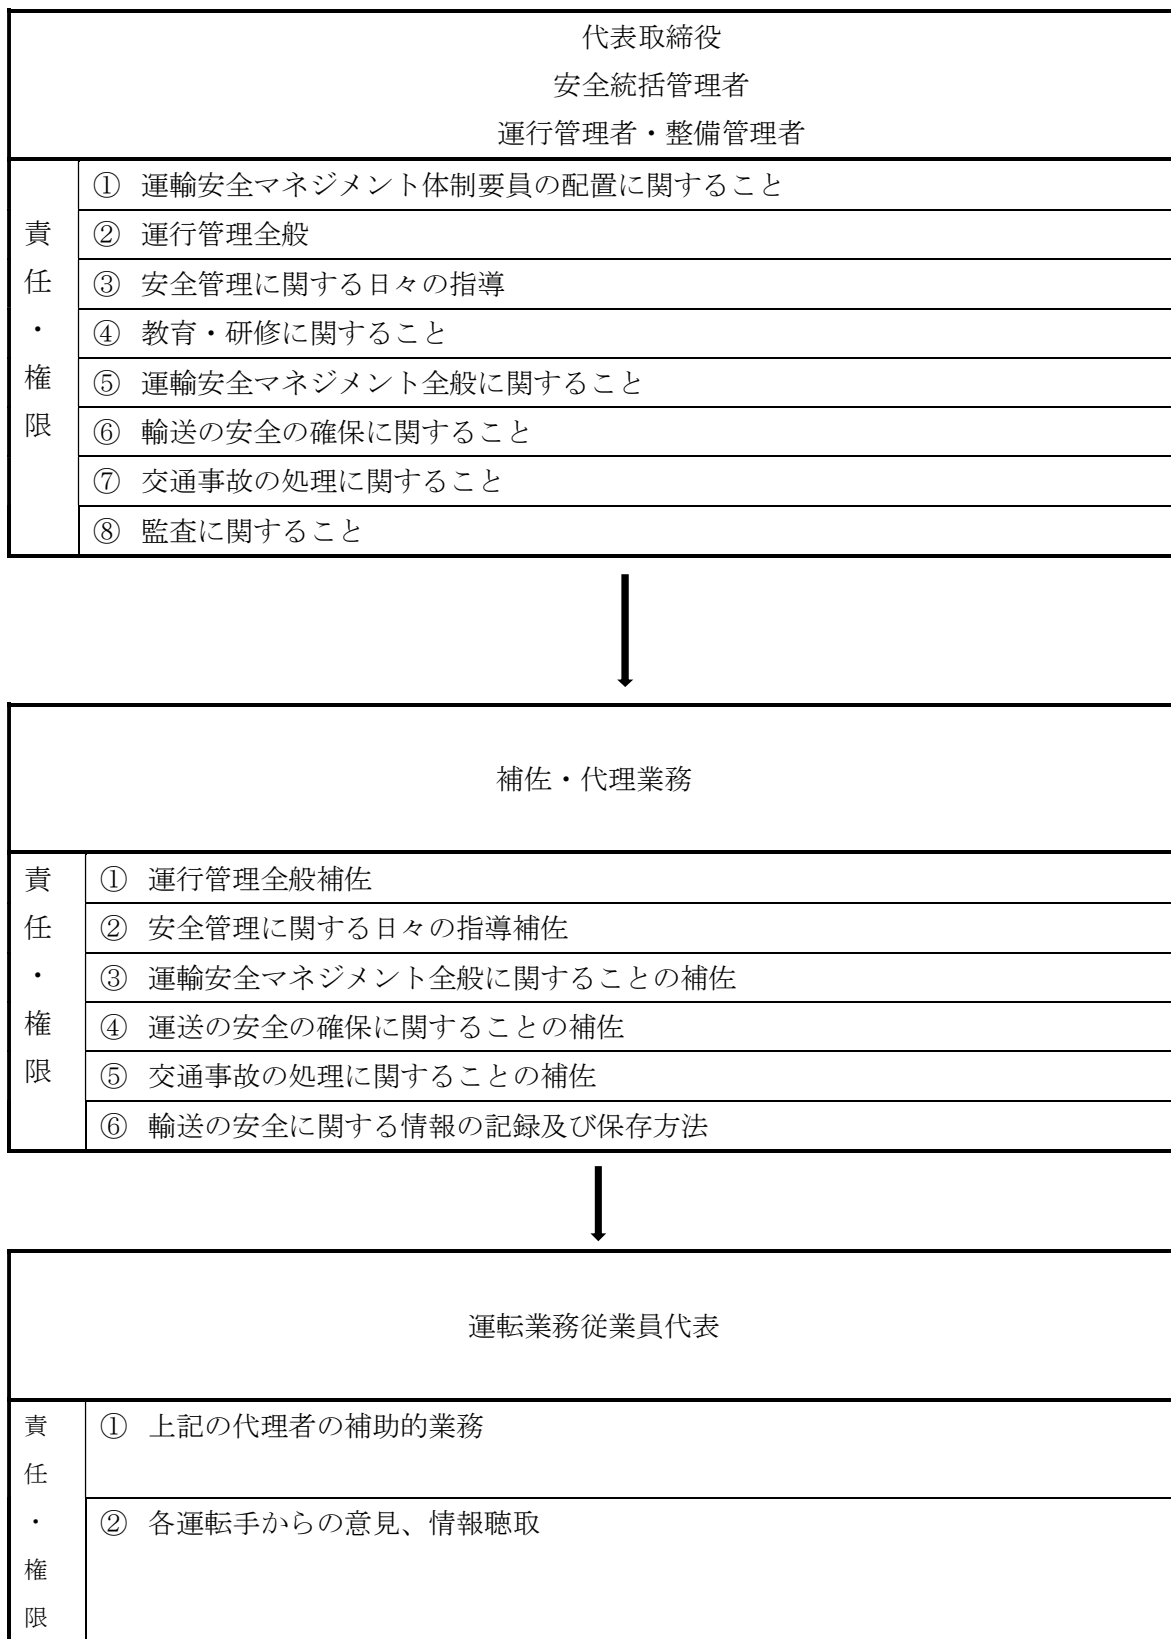 代表取締役
安全統括管理者
運行管理者・整備管理者
責任・権限
① 運輸安全マネジメント体制要員の配置に関すること
② 運行管理全般
③ 安全管理に関する日々の指導
④ 教育・研修に関すること
⑤ 運輸安全マネジメント全般に関すること
⑥ 輸送の安全の確保に関すること
⑦ 交通事故の処理に関すること
⑧ 監査に関すること
補佐・代理業務
責任・権限
① 運行管理全般補佐
② 安全管理に関する日々の指導補佐
③ 運輸安全マネジメント全般に関することの補佐
④ 運送の安全の確保に関することの補佐
⑤ 交通事故の処理に関することの補佐
⑥ 輸送の安全に関する情報の記録及び保存方法
運転業務従業員代表
責任・権限
① 上記の代理者の補助的業務
② 各運転手からの意見、情報聴取